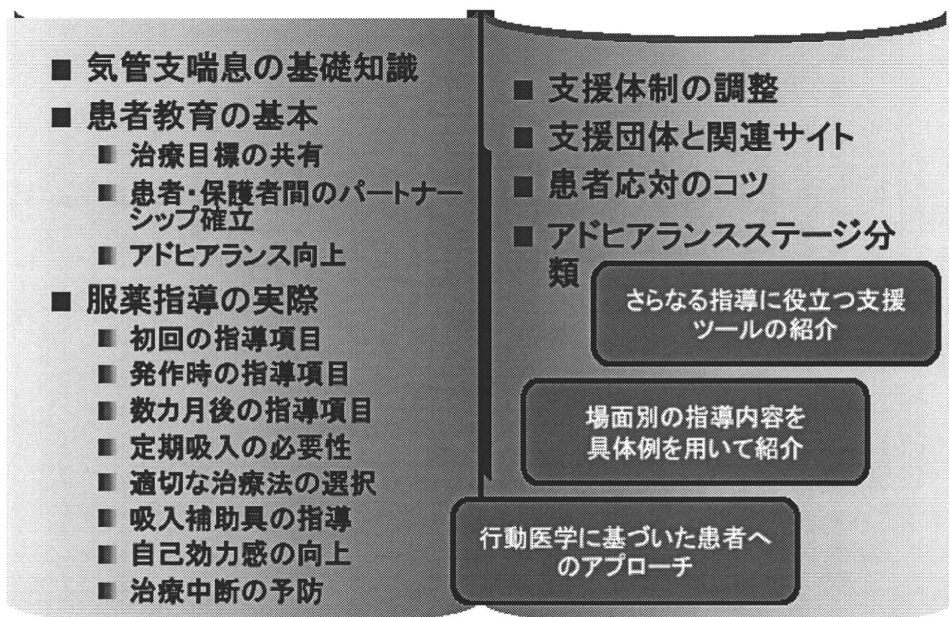 ■ 気管支喘息の基礎知識
■ 患者教育の基本
■ 治療目標の共有
■ 患者・保護者間のパートナー
シップ確立
■ アドヒアランス向上
■ 服薬指導の実際
■ 初回の指導項目
■ 発作時の指導項目
■ 数カ月後の指導項目
■ 定期吸入の必要性
■ 適切な治療法の選択
■ 吸入補助具の指導
■ 自己効力感の向上
■ 治療中断の予防
■ 支援体制の調整
■ 支援団体と関連サイト
■ 患者応対のコツ
■ アドヒアランスステージ分
類
さらなる指導に役立つ支援
ツールの紹介
場面別の指導内容を
具体例を用いて紹介
行動医学に基づいた患者へ
のアプローチ